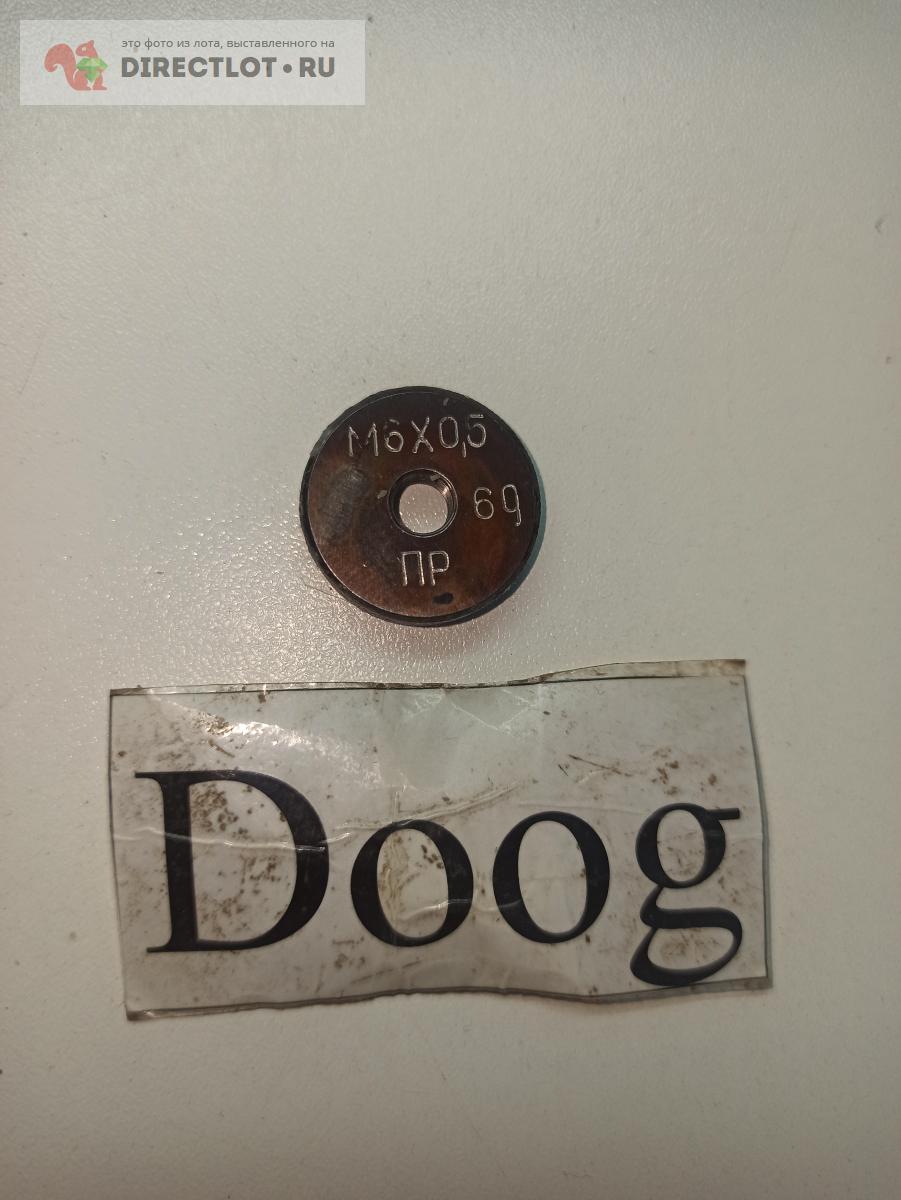 это фото из лота, выставленного на
DIRECTLOT•RU
М6Х0,5
6g
ПР
Doog